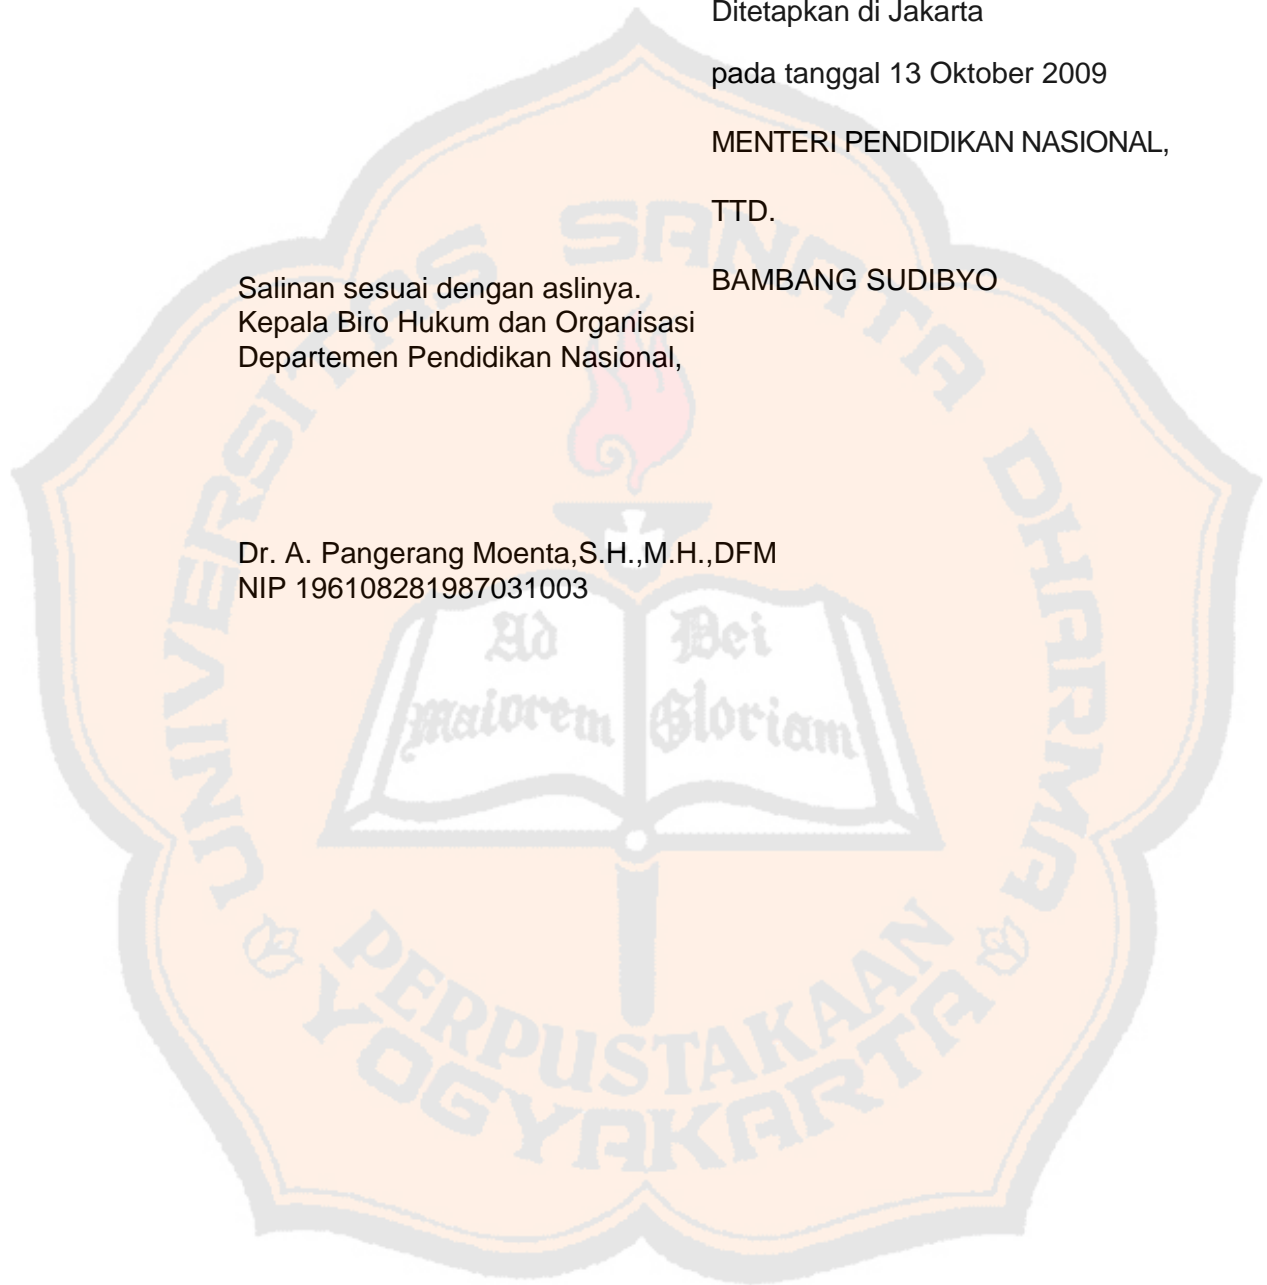 Ditetapkan di Jakarta
pada tanggal 13 Oktober 2009
MENTERI PENDIDIKAN NASIONAL,
TTD.
BAMBANG SUDIBYO
Salinan sesuai dengan aslinya.
Kepala Biro Hukum dan Organisasi
Departemen Pendidikan Nasional,
Dr. A. Pangerang Moenta,S.H.,M.H.,DFM
NIP 196108281987031003
UNIVERSITAS SANATA DHARMA
Ad
maiorem
Dei
Gloriam
PERPUSTAKAAN
YOGYAKARTA